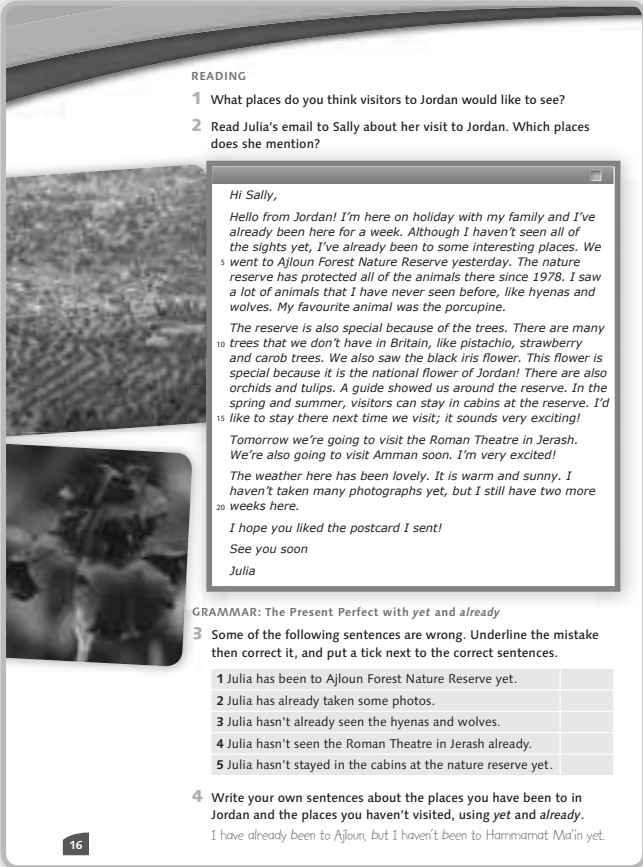 READING
1 What places do you think visitors to Jordan would like to see?
2 Read Julia's email to Sally about her visit to Jordan. Which places
does she mention?
Hi Sally,
Hello from Jordan! I'm here on holiday with my family and I've
already been here for a week. Although I haven't seen all of
the sights yet, I've already been to some interesting places. We
5 went to Ajloun Forest Nature Reserve yesterday. The nature
reserve has protected all of the animals there since 1978. I saw
a lot of animals that I have never seen before, like hyenas and
wolves. My favourite animal was the porcupine.
The reserve is also special because of the trees. There are many
10 trees that we don't have in Britain, like pistachio, strawberry
and carob trees. We also saw the black iris flower. This flower is
special because it is the national flower of Jordan! There are also
orchids and tulips. A guide showed us around the reserve. In the
spring and summer, visitors can stay in cabins at the reserve. I'd
15 like to stay there next time we visit; it sounds very exciting!
Tomorrow we're going to visit the Roman Theatre in Jerash.
We're also going to visit Amman soon. I'm very excited!
The weather here has been lovely. It is warm and sunny. I
haven't taken many photographs yet, but I still have two more
20 weeks here.
I hope you liked the postcard I sent!
See you soon
Julia
GRAMMAR: The Present Perfect with yet and already
3 Some of the following sentences are wrong. Underline the mistake
then correct it, and put a tick next to the correct sentences.
1 Julia has been to Ajloun Forest Nature Reserve yet.
2 Julia has already taken some photos.
3 Julia hasn't already seen the hyenas and wolves.
4 Julia hasn't seen the Roman Theatre in Jerash already.
5 Julia hasn't stayed in the cabins at the nature reserve yet.
4 Write your own sentences about the places you have been to in
Jordan and the places you haven't visited, using yet and already.
I have already been to Ajloun, but I haven't been to Hammamat Ma'in yet.
16